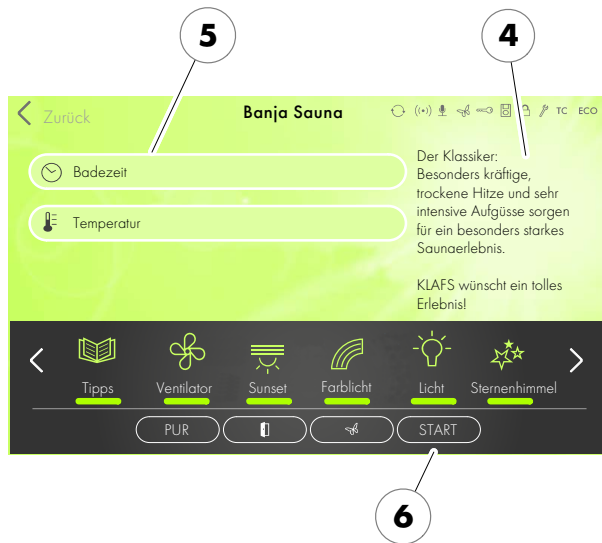 5
4
Zurück
Banja Sauna
TC
ECO
Badezeit
Temperatur
Der Klassiker:
Besonders kräftige,
trockene Hitze und sehr
intensive Aufgüsse sorgen
für ein besonders starkes
Saunaerlebnis.
KLAFS wünscht ein tolles
Erlebnis!
Tipps
Ventilator
Sunset
Farblicht
Licht
Sternenhimmel
PUR
START
6